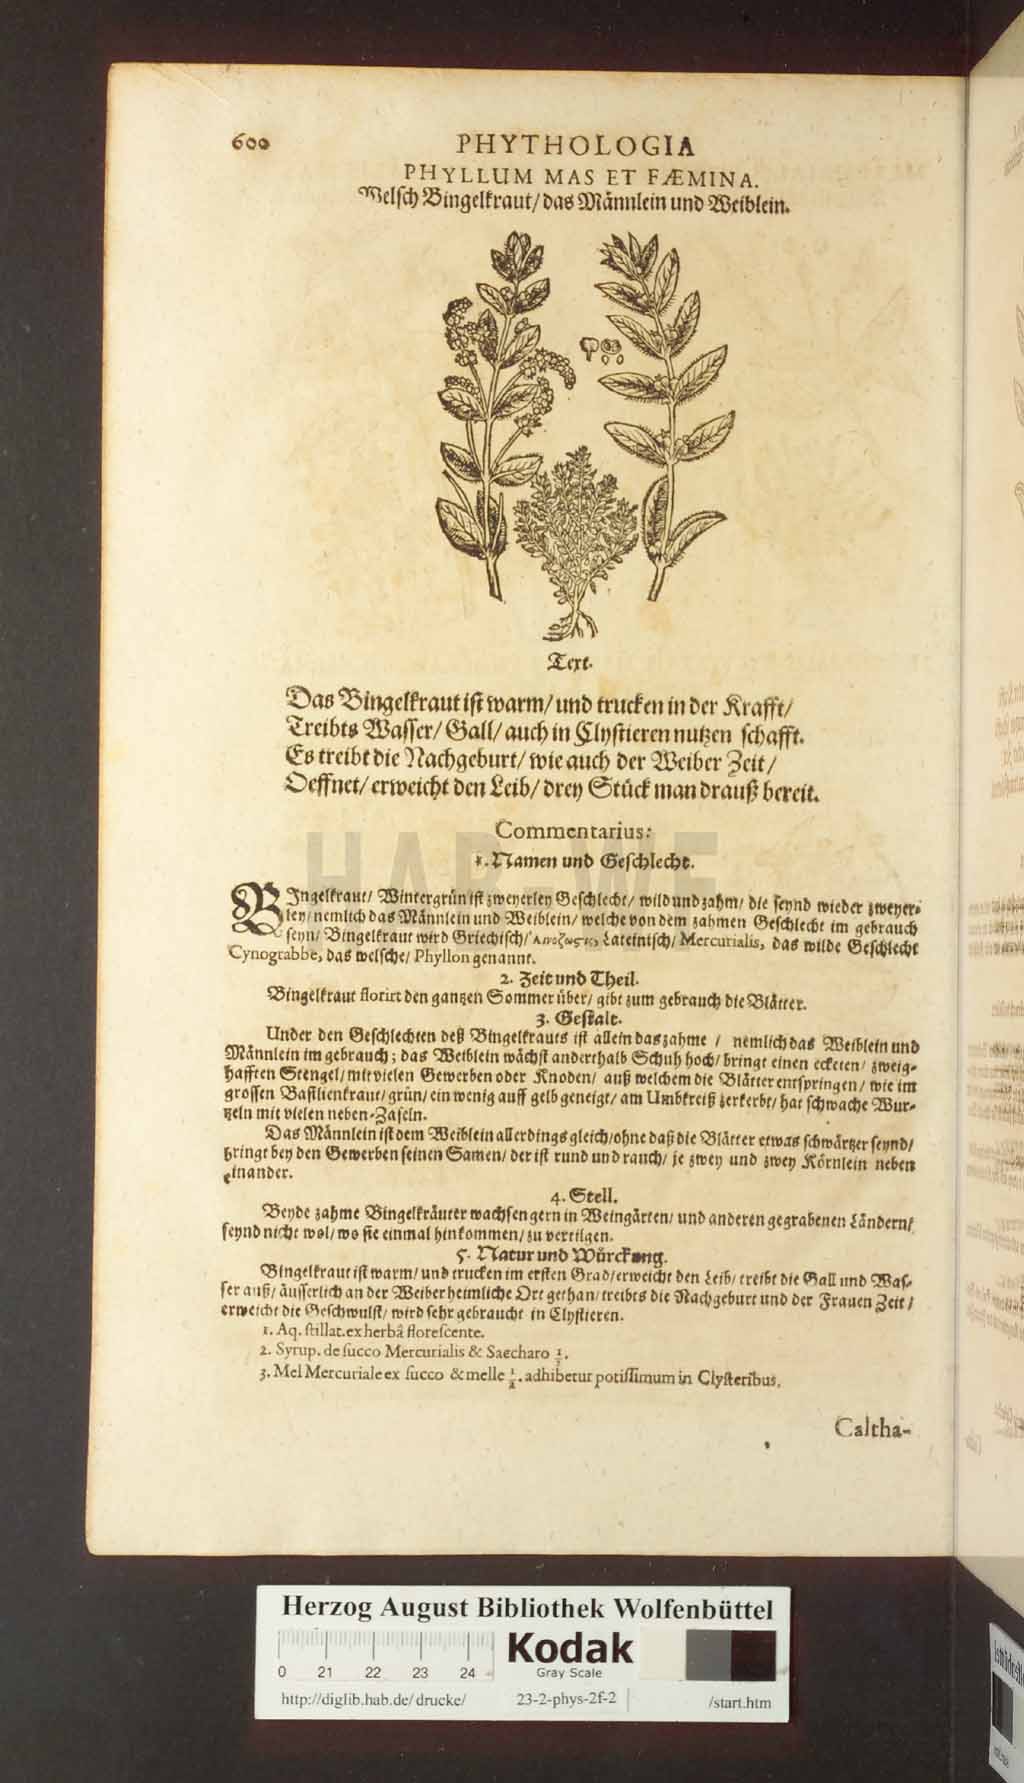 600
PHYTHOLOGIA
PHYLLUM MAS ET FÆMINA.
Welsch Bingelkraut/ das Männlein und Weiblein.
Text.
Das Bingelkraut ist warm/ und trucken in der Krafft/
Treibts Wasser/ Gall/ auch in Clystieren nutzen schafft.
Es treibt die Nachgeburt/ wie auch der Weiber Zeit/
Oeffnet/ erweicht den Leib/ drey Stück man drauß bereit.
Commentarius:
1. Namen und Geschlecht.
BIngelkraut/ Wintergrün ist zweyerley Geschlecht/ wild und zahm/ die seynd wieder zweyer-
ley/ nemlich das Männlein und Weiblein/ welche von dem zahmen Geschlecht im gebrauch
seyn/ Bingelkraut wird Griechisch/ Lateinisch/ Mercurialis, das wilde Geschlecht
Cynograbbe, das welsche/ Phyllon genannt.
2. Zeit und Theil.
Bingelkraut florirt den gantzen Sommer über/ gibt zum gebrauch die Blätter.
3. Gestalt.
Under den Geschlechten deß Bingelkrauts ist allein das zahme / nemlich das Weiblein und
Männlein im gebrauch; das Weiblein wächst anderthalb Schuh hoch/ bringt einen ecketen/ zweig-
hafften Stengel/ mit vielen Gewerben oder Knoden/ auß welchem die Blätter entspringen/ wie im
grossen Basilienkraut/ grün/ ein wenig auff gelb geneigt/ am Umbkreiß zerkerbt/ hat schwache Wur-
tzeln mit vielen neben-Zaseln.
Das Männlein ist dem Weiblein allerdings gleich/ ohne daß die Blätter etwas schwärtzer seynd/
bringt bey den Gewerben seinen Samen/ der ist rund und rauch/ je zwey und zwey Körnlein neben
einander.
4. Stell.
Beyde zahme Bingelkräuter wachsen gern in Weingärten/ und anderen gegrabenen Ländern/
seynd nicht wol/ wo sie einmal hinkommen/ zu vertilgen.
5. Natur und Würckung.
Bingelkraut ist warm/ und trucken im ersten Grad/ erweicht den Leib/ treibt die Gall und Was-
ser auß/ äusserlich an der Weiber heimliche Ort gethan/ treibts die Nachgeburt und der Frauen Zeit/
erweicht die Geschwulst/ wird sehr gebraucht in Clystieren.
1. Aq. stillat. ex herbâ florescente.
2. Syrup. de succo Mercurialis & Saecharo
3. Mel Mercuriale ex succo & melle ½. adhibetur potissimum in Clysteribus.
Caltha-
HAB-WF
Herzog August Bibliothek Wolfenbüttel
Kodak
Gray Scale
0 21 22 23 24
http://diglib.hab.de/drucke/ 23-2-phys-2f-2 /start.htm